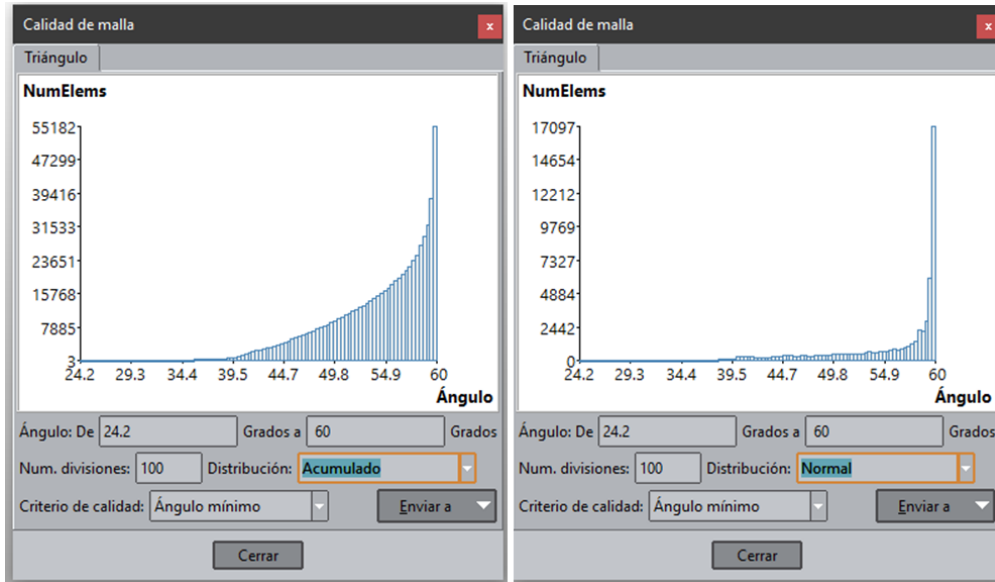 Calidad de malla
x
Triángulo
NumElems
55182
47299
39416
31533
23651
15768
7885
3
24.2 29.3 34.4 39.5 44.7 49.8 54.9 60
Ángulo
Ángulo: De 24.2 Grados a 60 Grados
Num. divisiones: 100 Distribución: Acumulado
Criterio de calidad: Ángulo mínimo Enviar a
Cerrar
Calidad de malla
x
Triángulo
NumElems
17097
14654
12212
9769
7327
4884
2442
0
24.2 29.3 34.4 39.5 44.7 49.8 54.9 60
Ángulo
Ángulo: De 24.2 Grados a 60 Grados
Num. divisiones: 100 Distribución: Normal
Criterio de calidad: Ángulo mínimo Enviar a
Cerrar